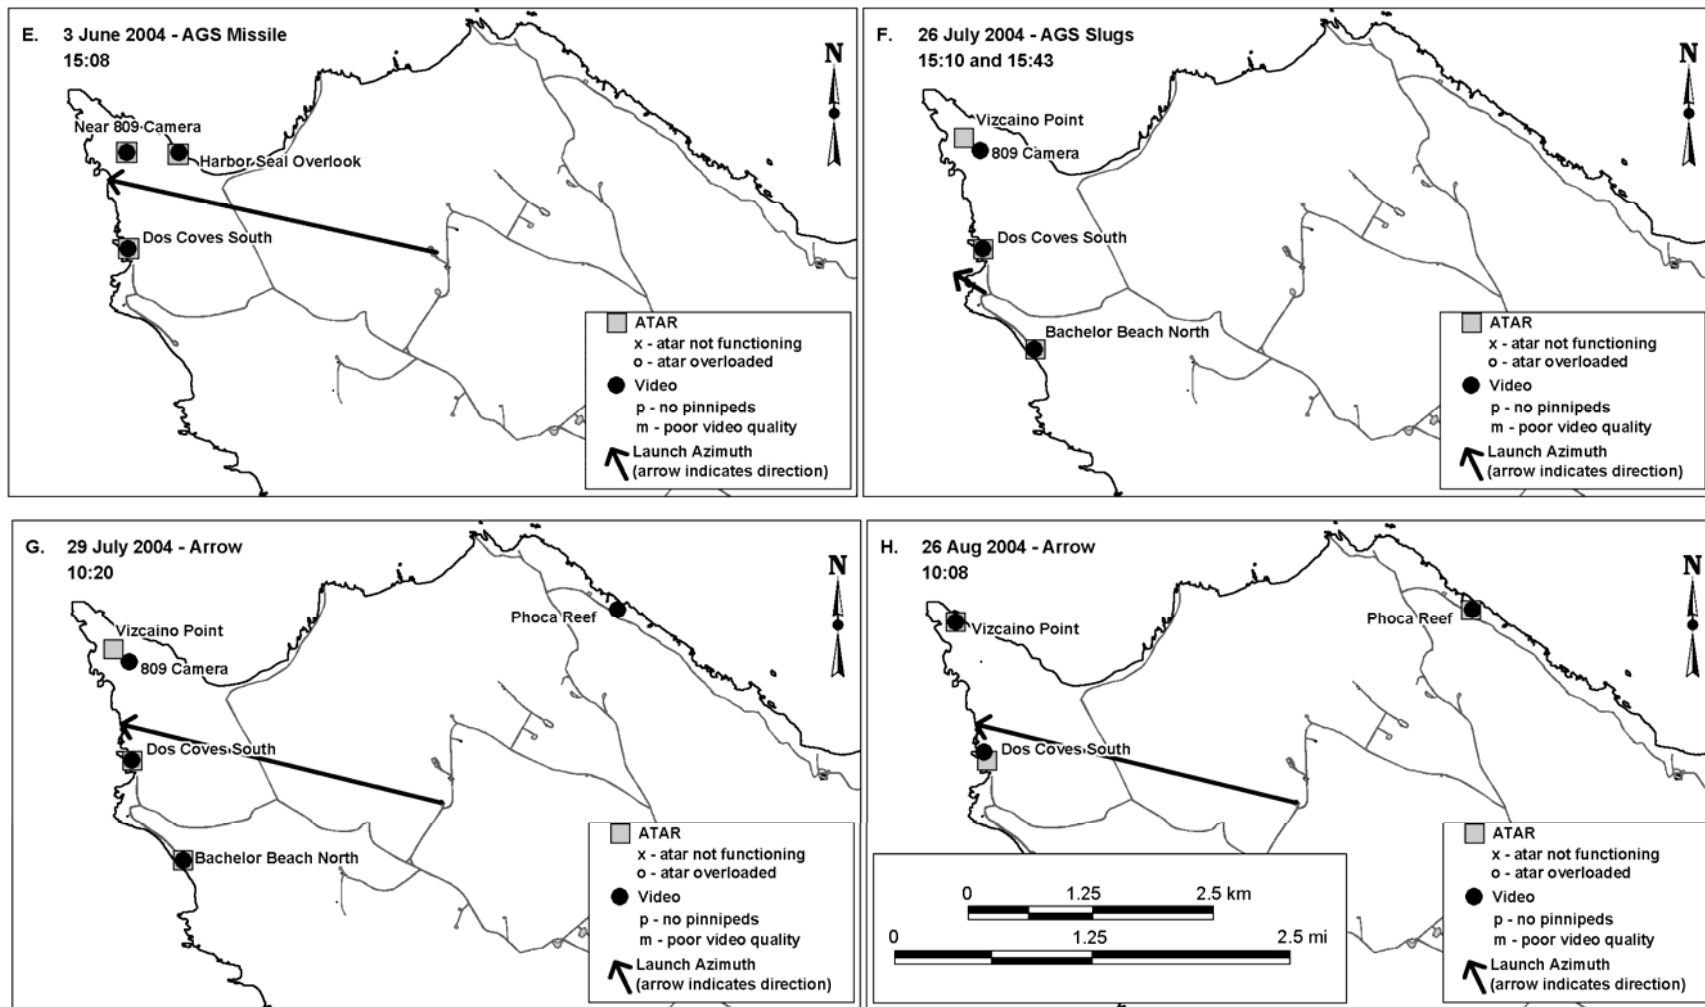 E. 3 June 2004 - AGS Missile
15:08
N
Near 809 Camera
Harbor Seal Overlook
Dos Coves South
ATAR
x - atar not functioning
o - atar overloaded
Video
p - no pinnipeds
m - poor video quality
Launch Azimuth
(arrow indicates direction)
F. 26 July 2004 - AGS Slugs
15:10 and 15:43
N
Vizcaino Point
809 Camera
Dos Coves South
Bachelor Beach North
ATAR
x - atar not functioning
o - atar overloaded
Video
p - no pinnipeds
m - poor video quality
Launch Azimuth
(arrow indicates direction)
G. 29 July 2004 - Arrow
10:20
N
Phoca Reef
Vizcaino Point
809 Camera
Dos Coves South
Bachelor Beach North
ATAR
x - atar not functioning
o - atar overloaded
Video
p - no pinnipeds
m - poor video quality
Launch Azimuth
(arrow indicates direction)
H. 26 Aug 2004 - Arrow
10:08
N
Phoca Reef
Vizcaino Point
Dos Coves South
ATAR
x - atar not functioning
o - atar overloaded
Video
p - no pinnipeds
m - poor video quality
Launch Azimuth
(arrow indicates direction)
0 1.25 2.5 km
0 1.25 2.5 mi